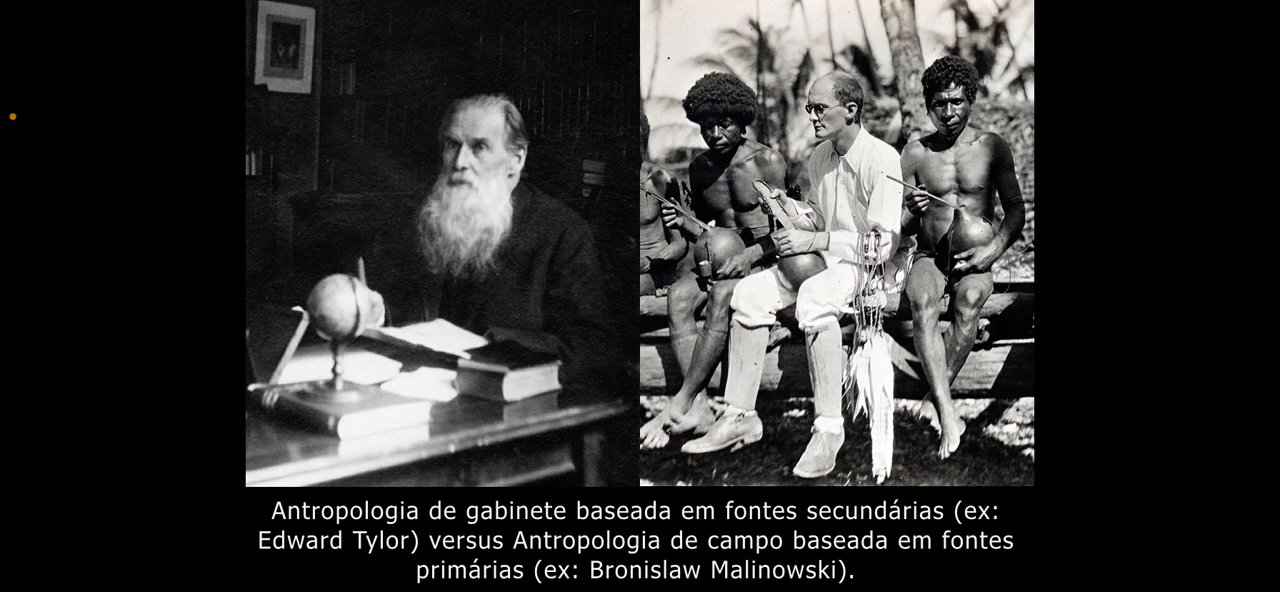 Antropologia de gabinete baseada em fontes secundárias (ex:
Edward Tylor) versus Antropologia de campo baseada em fontes
primárias (ex: Bronislaw Malinowski).